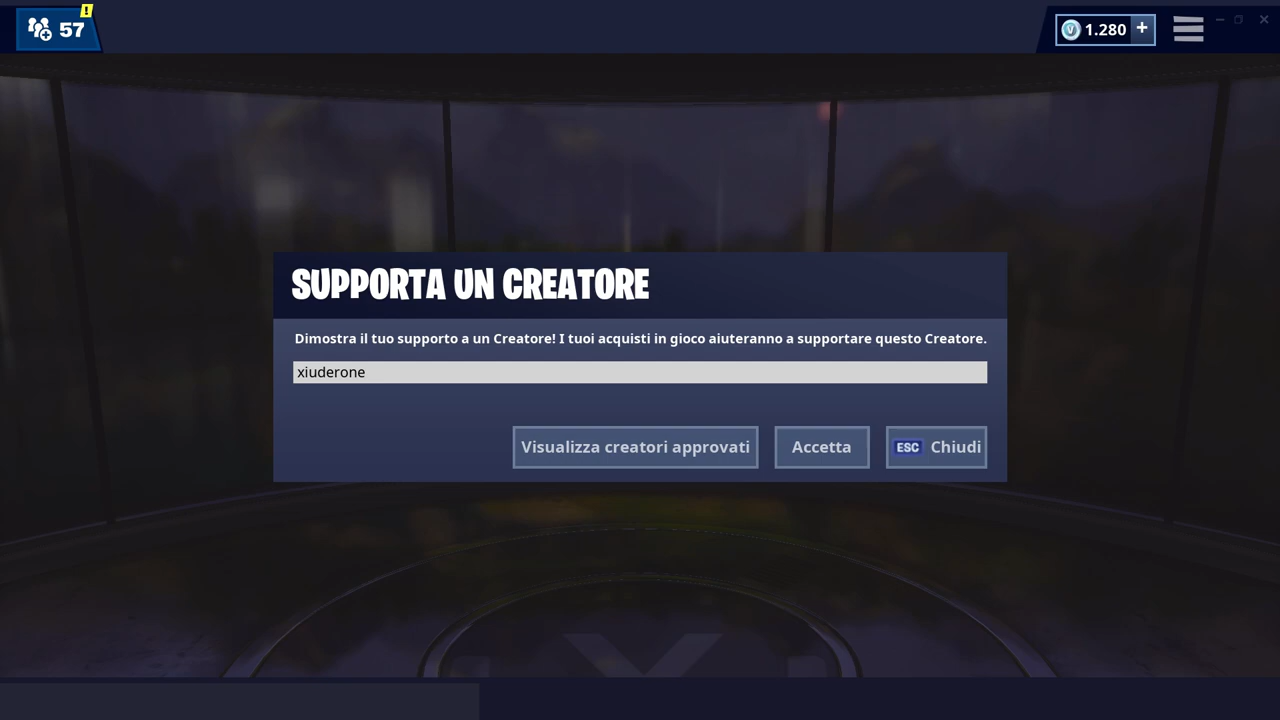 57
!
1.280 +
SUPPORTA UN CREATORE
Dimostra il tuo supporto a un Creatore! I tuoi acquisti in gioco aiuteranno a supportare questo Creatore.
xiuderone
Visualizza creatori approvati
Accetta
ESC Chiudi